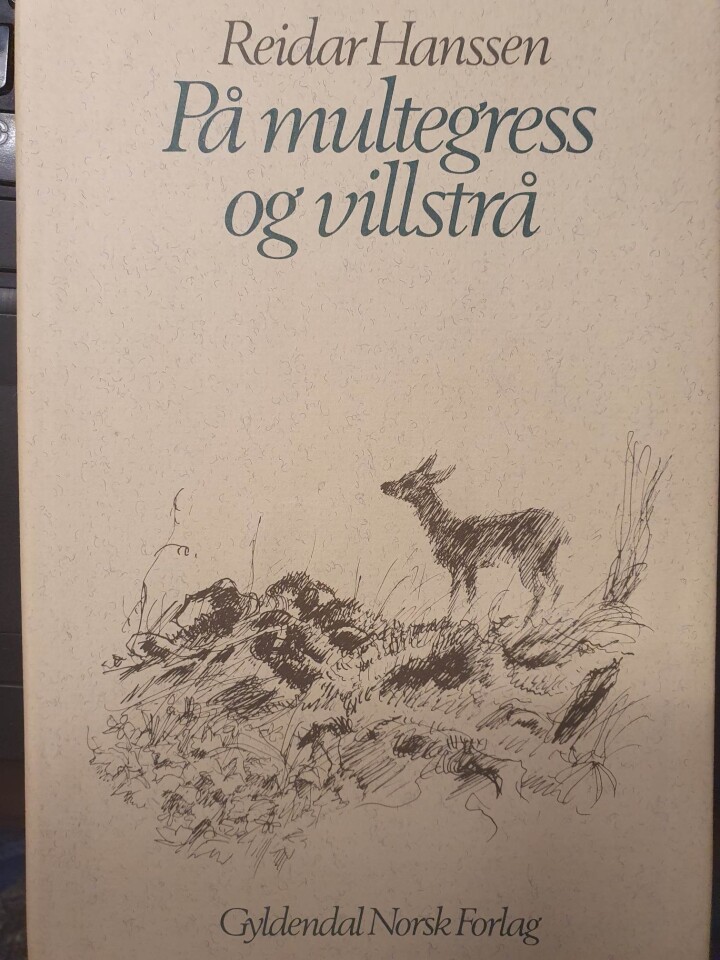 Reidar Hanssen
På multegress
og villstrå
Gyldendal Norsk Forlag